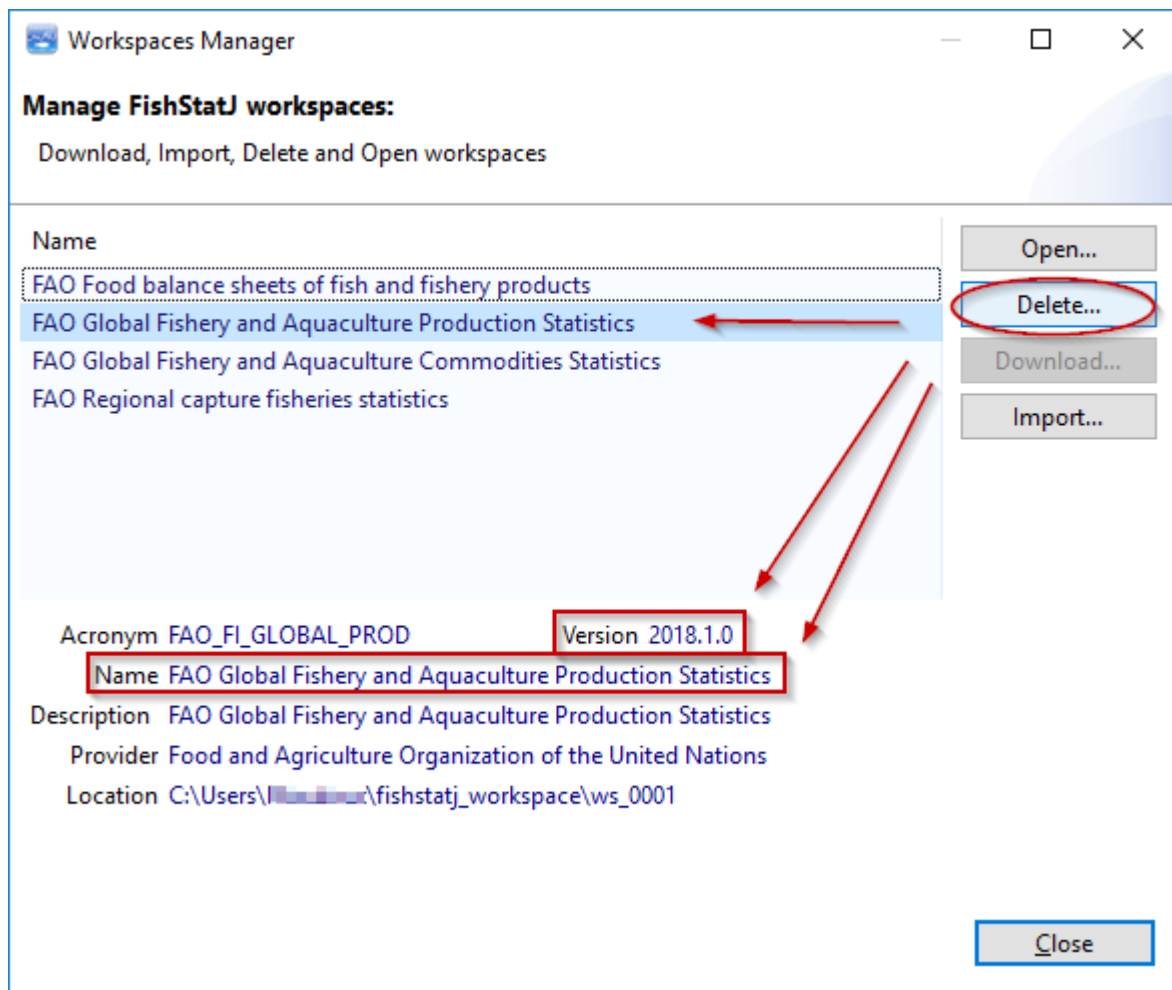 Workspaces Manager
Manage FishStatJ workspaces:
Download, Import, Delete and Open workspaces
Name
FAO Food balance sheets of fish and fishery products
FAO Global Fishery and Aquaculture Production Statistics
FAO Global Fishery and Aquaculture Commodities Statistics
FAO Regional capture fisheries statistics
Open...
Delete...
Download...
Import...
Acronym FAO_FI_GLOBAL_PROD Version 2018.1.0
Name FAO Global Fishery and Aquaculture Production Statistics
Description FAO Global Fishery and Aquaculture Production Statistics
Provider Food and Agriculture Organization of the United Nations
Location C:\Users\ \fishstatj_workspace\ws_0001
Close